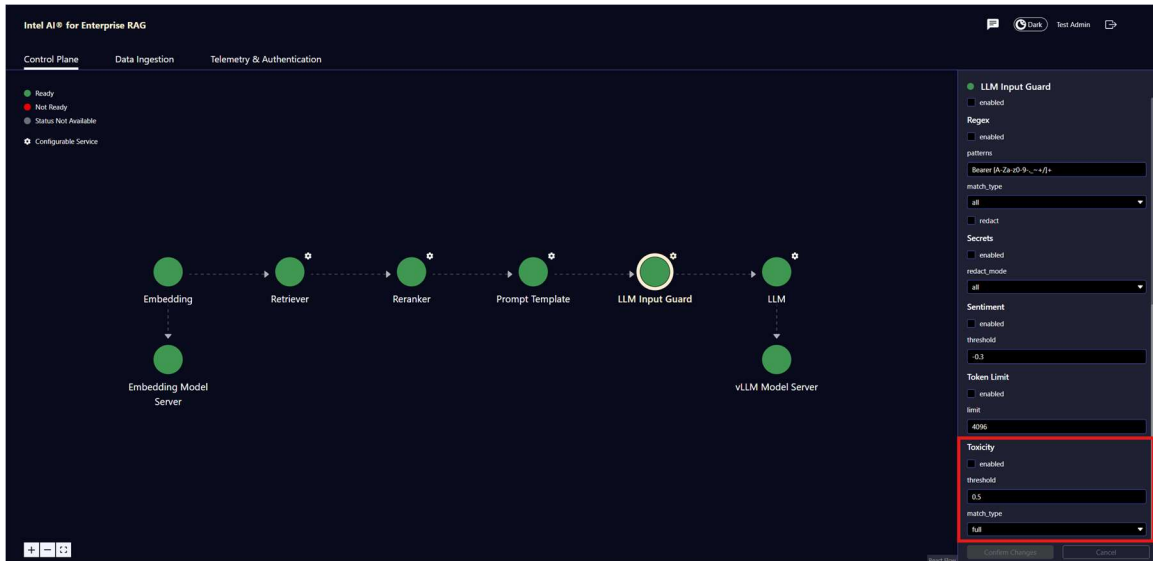 Intel AI® for Enterprise RAG
Dark
Test Admin
Control Plane
Data Ingestion
Telemetry & Authentication
Ready
Not Ready
Status Not Available
Configurable Service
Embedding
Retriever
Reranker
Prompt Template
LLM Input Guard
LLM
Embedding Model
Server
vLLM Model Server
LLM Input Guard
enabled
Regex
enabled
patterns
Bearer [A-Za-z0-9-._~+/]+
match_type
all
redact
Secrets
enabled
redact_mode
all
Sentiment
enabled
threshold
-0.3
Token Limit
enabled
limit
4096
Toxicity
enabled
threshold
0.5
match_type
full
Confirm Changes
Cancel
React Flow